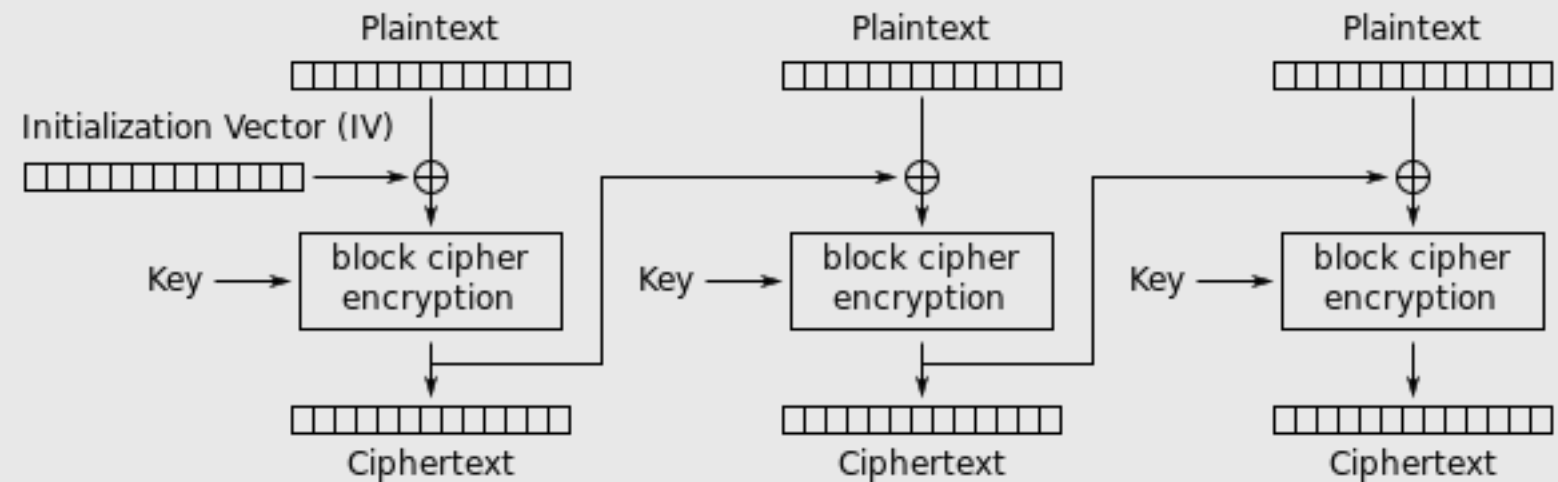 Plaintext
Plaintext
Plaintext
Initialization Vector (IV)
Key
block cipher
encryption
Key
block cipher
encryption
Key
block cipher
encryption
Ciphertext
Ciphertext
Ciphertext